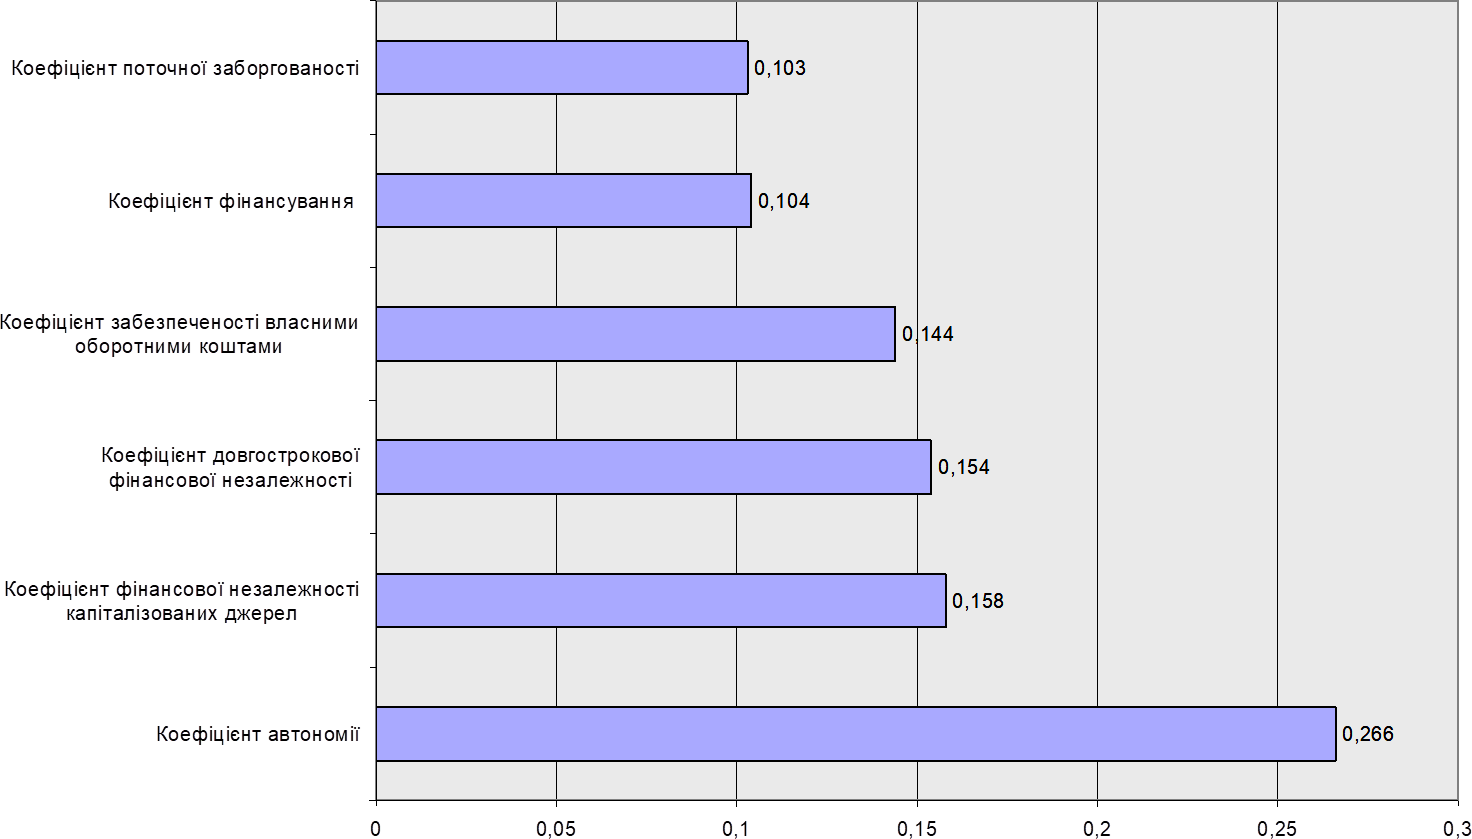 Коефіцієнт поточної заборгованості
0,103
Коефіцієнт фінансування
0,104
Коефіцієнт забезпеченості власними
оборотними коштами
0,144
Коефіцієнт довгострокової
фінансової незалежності
0,154
Коефіцієнт фінансової незалежності
капіталізованих джерел
0,158
Коефіцієнт автономії
0,266
0 0,05 0,1 0,15 0,2 0,25 0,3